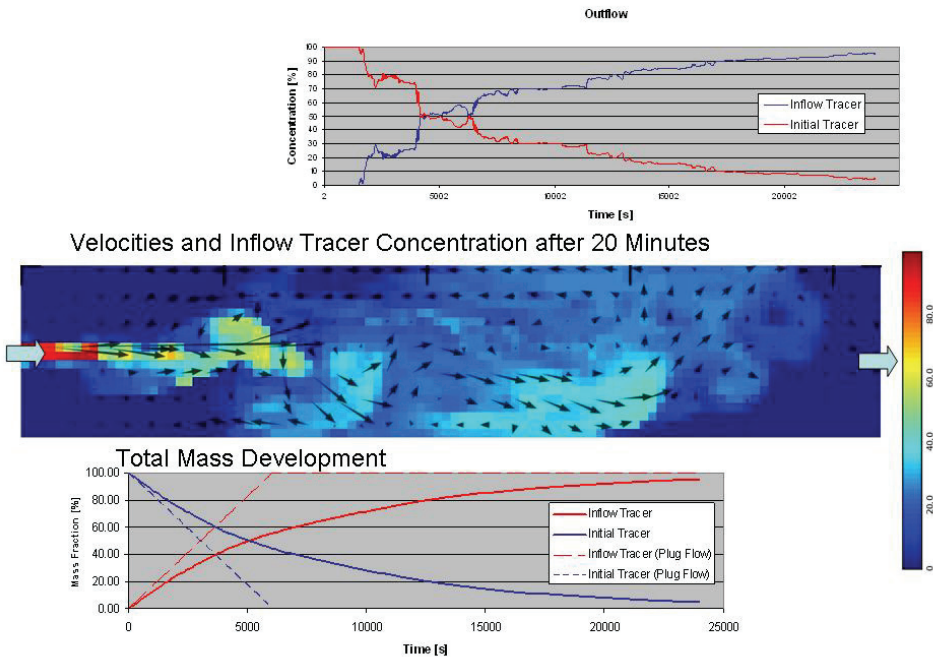 Outflow
Concentration [%]
100
90
80
70
60
50
40
30
20
10
0
2
5002
10002
15002
20002
Time [s]
Inflow Tracer
Initial Tracer
Velocities and Inflow Tracer Concentration after 20 Minutes
80.0
60.0
40.0
20.0
0
Total Mass Development
Mass Fraction [%]
100.00
80.00
60.00
40.00
20.00
0.00
0
5000
10000
15000
20000
25000
Time [s]
Inflow Tracer
Initial Tracer
Inflow Tracer (Plug Flow)
Initial Tracer (Plug Flow)